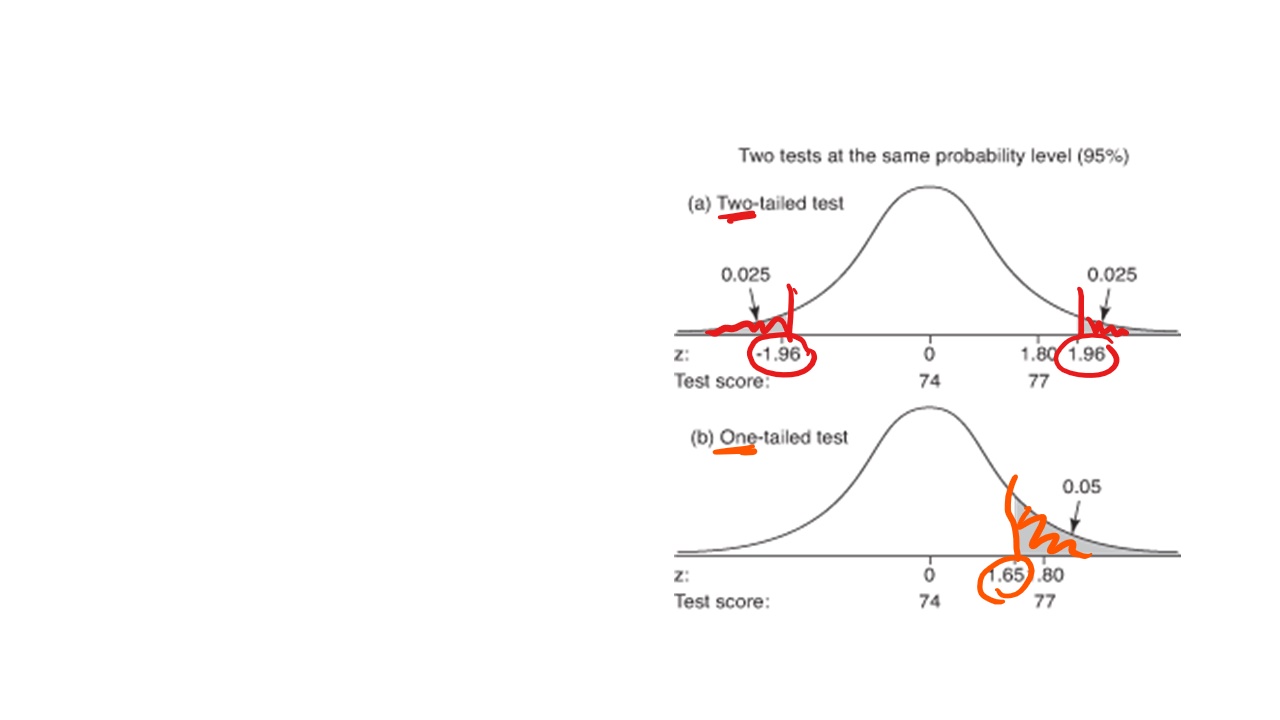 Two tests at the same probability level (95%)
(a) Two-tailed test
0.025 0.025
z: -1.96 0 1.80 1.96
Test score: 74 77
(b) One-tailed test
0.05
z: 0 1.65 .80
Test score: 74 77